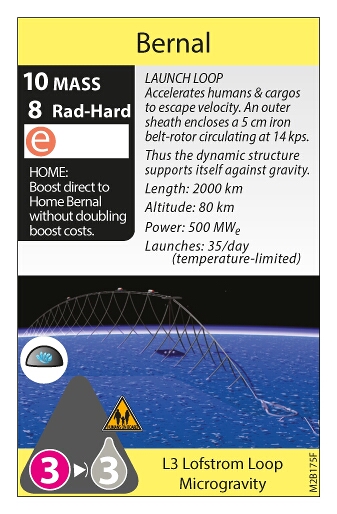 Bernal
10 MASS
8 Rad-Hard
e
HOME:
Boost direct to
Home Bernal
without doubling
boost costs.
LAUNCH LOOP
Accelerates humans & cargos
to escape velocity. An outer
sheath encloses a 5 cm iron
belt-rotor circulating at 14 kps.
Thus the dynamic structure
supports itself against gravity.
Length: 2000 km
Altitude: 80 km
Power: 500 MWe
Launches: 35/day
(temperature-limited)
3 3
L3 Lofstrom Loop
Microgravity
M2B175F